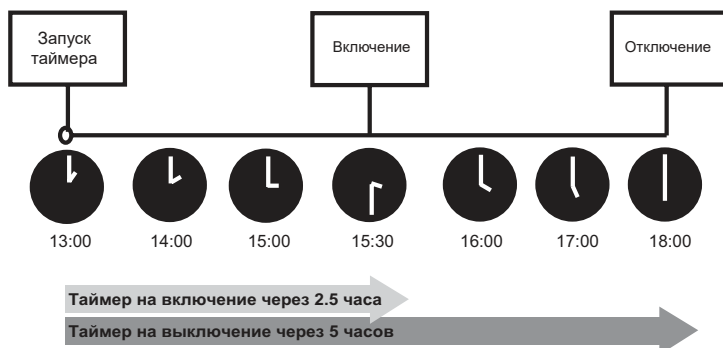 Запуск
таймера
Включение
Отключение
13:00
14:00
15:00
15:30
16:00
17:00
18:00
Таймер на включение через 2.5 часа
Таймер на выключение через 5 часов